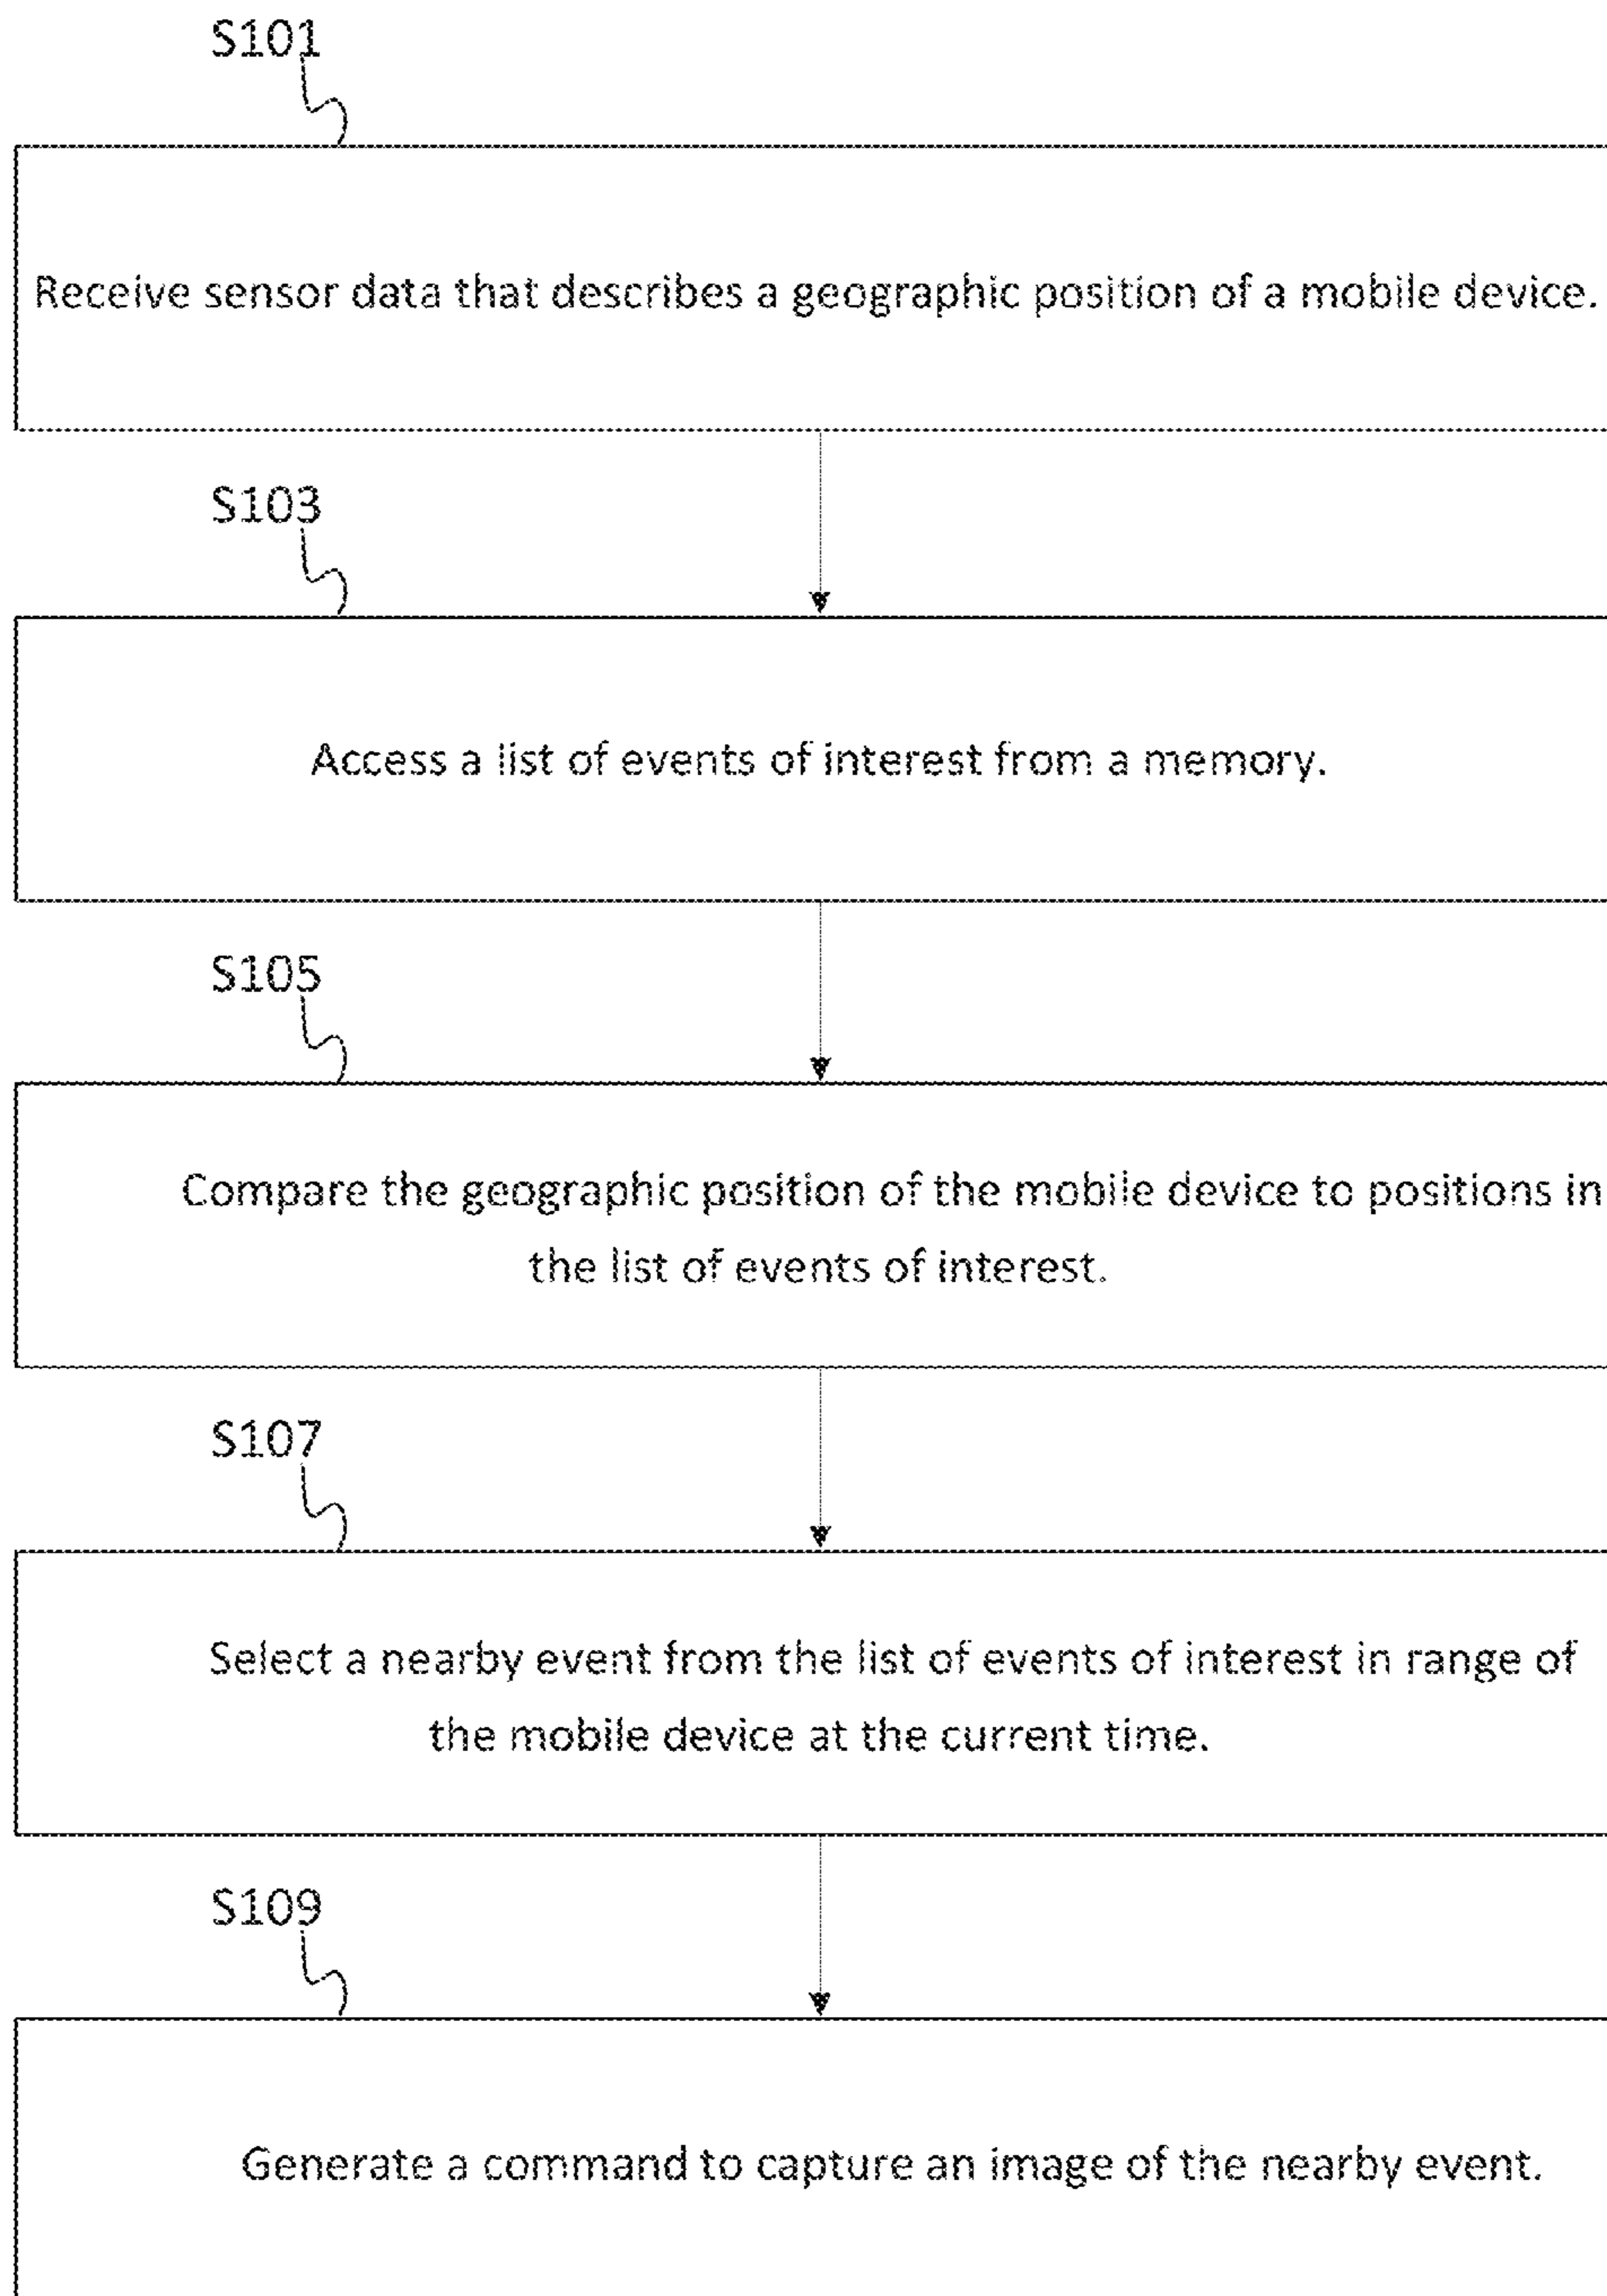 S101
Receive sensor data that describes a geographic position of a mobile device.
S103
Access a list of events of interest from a memory.
S105
Compare the geographic position of the mobile device to positions in
the list of events of interest.
S107
Select a nearby event from the list of events of interest in range of
the mobile device at the current time.
S109
Generate a command to capture an image of the nearby event.